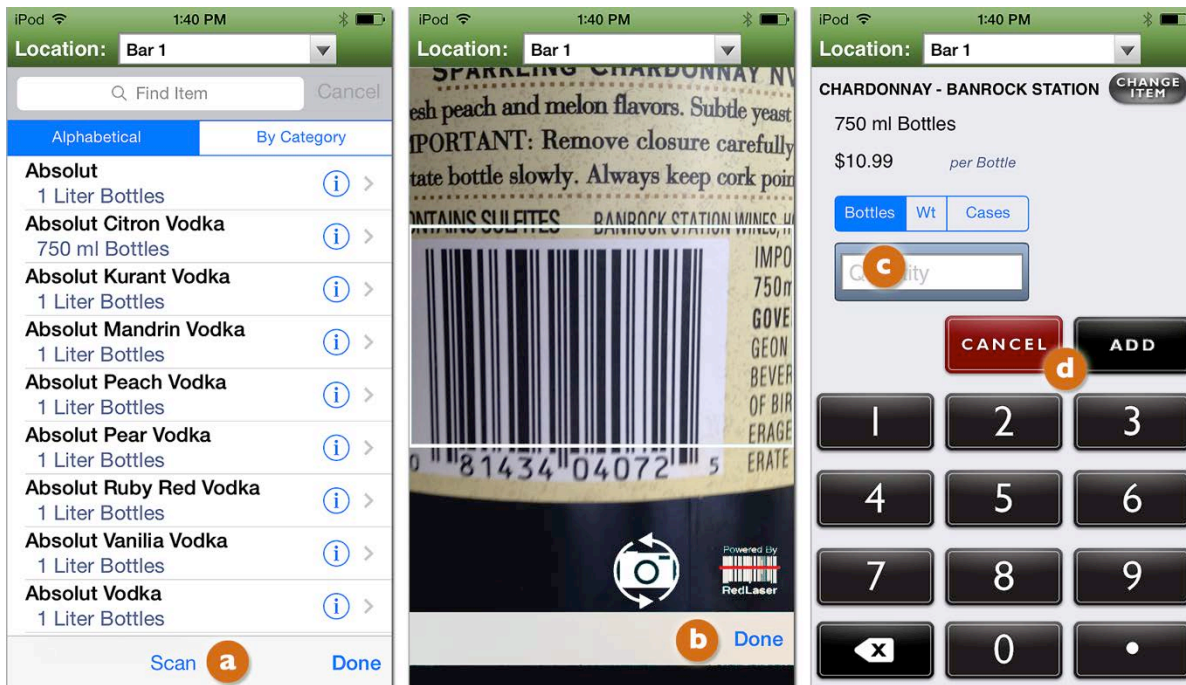 iPod 1:40 PM
Location: Bar 1
Find Item Cancel
Alphabetical By Category
Absolut
1 Liter Bottles
Absolut Citron Vodka
750 ml Bottles
Absolut Kurant Vodka
1 Liter Bottles
Absolut Mandrin Vodka
1 Liter Bottles
Absolut Peach Vodka
1 Liter Bottles
Absolut Pear Vodka
1 Liter Bottles
Absolut Ruby Red Vodka
1 Liter Bottles
Absolut Vanilia Vodka
1 Liter Bottles
Absolut Vodka
1 Liter Bottles
Scan a Done
iPod 1:40 PM
Location: Bar 1
SPARKLING CHARDONNAY NV
esh peach and melon flavors. Subtle yeast
MPORTANT: Remove closure carefully
tate bottle slowly. Always keep cork poin
ONTAINS SULFITES BANROCK STATION WINES, H
IMPO
750m
GOVE
GEON
BEVER
OF BIR
ERAGE
ERATE
0 81434 04072 5
Powered By
RedLaser
b Done
iPod 1:40 PM
Location: Bar 1
CHARDONNAY - BANROCK STATION CHANGE ITEM
750 ml Bottles
$10.99 per Bottle
Bottles Wt Cases
c
CANCEL d ADD
1 2 3
4 5 6
7 8 9
x 0 .